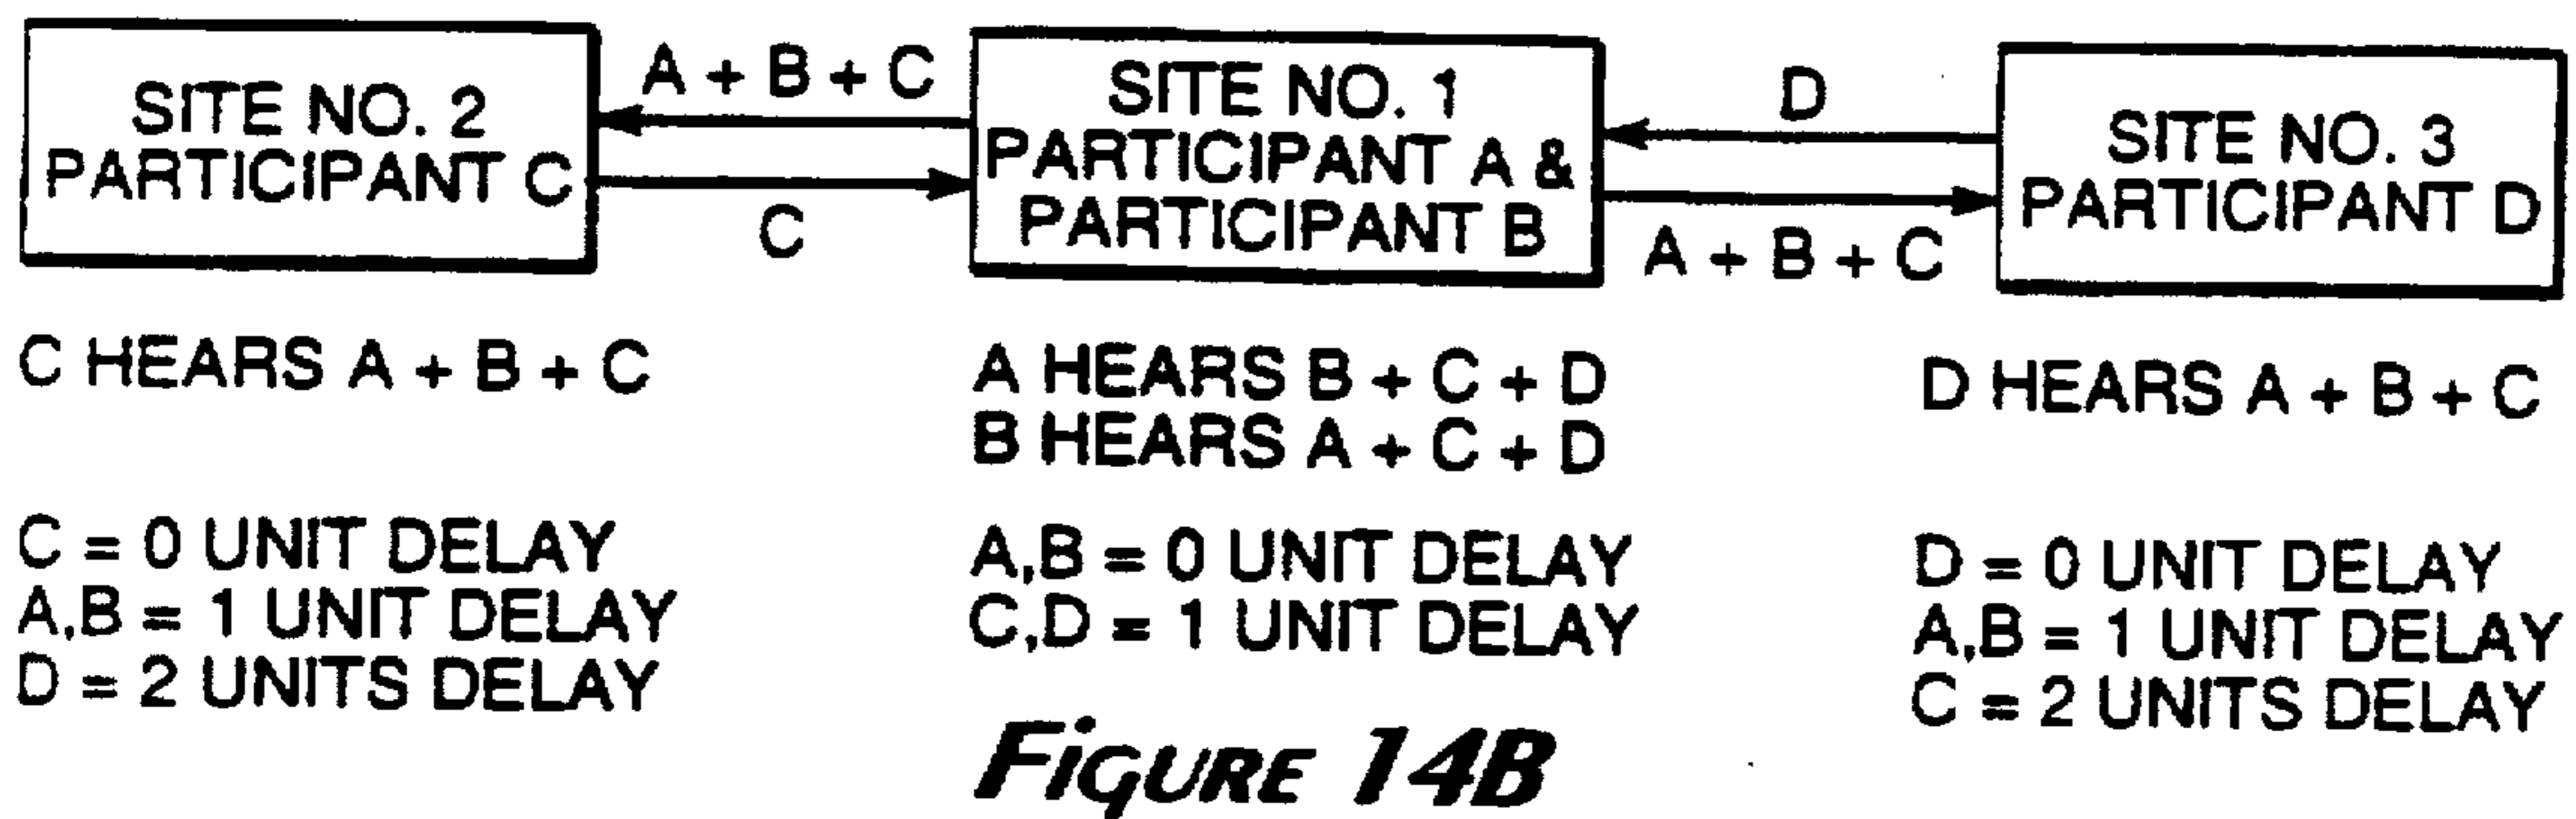 SITE NO. 2
PARTICIPANT C
A + B + C
C
SITE NO. 1
PARTICIPANT A &
PARTICIPANT B
D
A + B + C
SITE NO. 3
PARTICIPANT D
C HEARS A + B + C
A HEARS B + C + D
B HEARS A + C + D
D HEARS A + B + C
C = 0 UNIT DELAY
A,B = 1 UNIT DELAY
D = 2 UNITS DELAY
A,B = 0 UNIT DELAY
C,D = 1 UNIT DELAY
D = 0 UNIT DELAY
A,B = 1 UNIT DELAY
C = 2 UNITS DELAY
FIGURE 14B